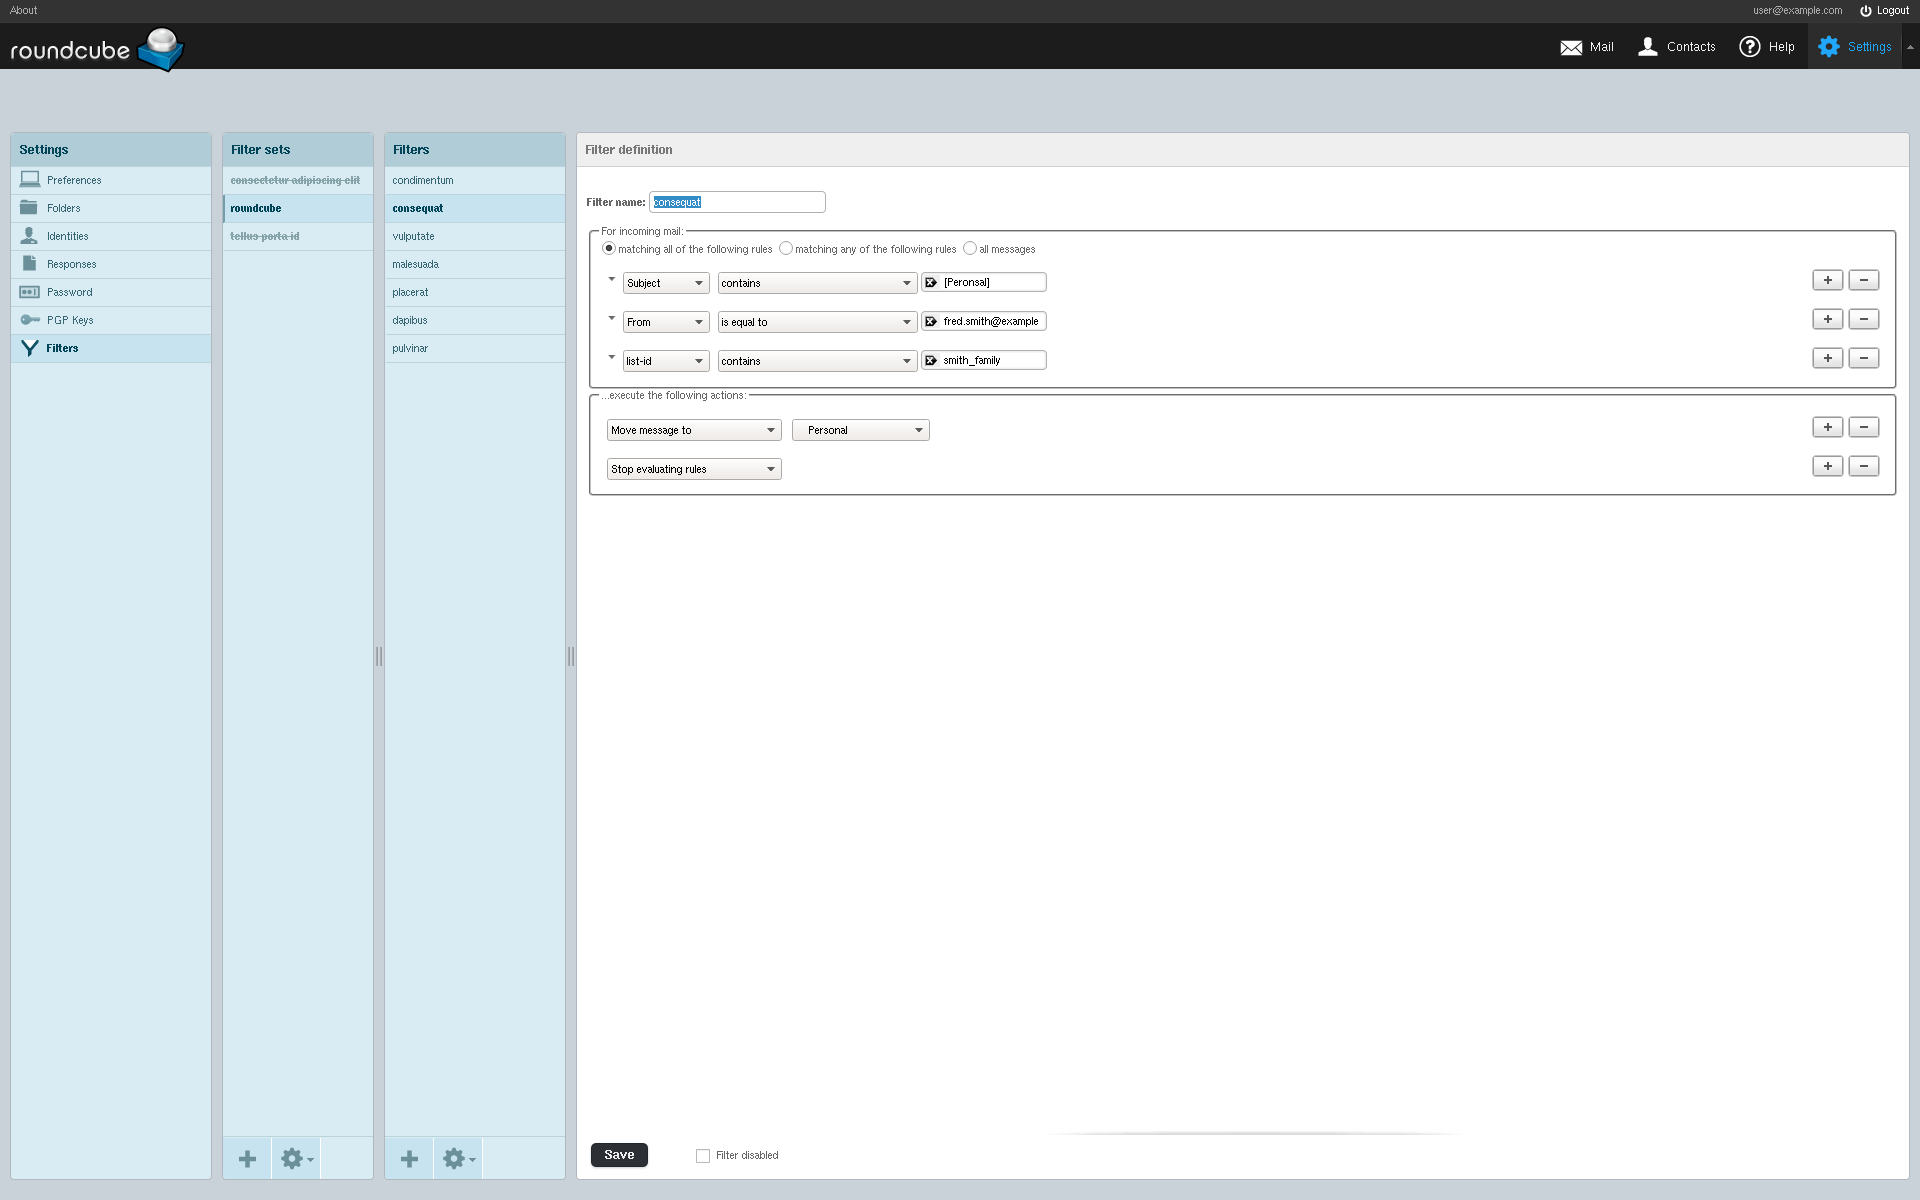 About
user@example.com Logout
roundcube
Mail Contacts Help Settings
Settings
Preferences
Folders
Identities
Responses
Password
PGP Keys
Filters
Filter sets
consectetur adipiscing elit
roundcube
tellus porta id
Filters
condimentum
consequat
vulputate
malesuada
placerat
dapibus
pulvinar
Filter definition
Filter name: consequat
For incoming mail:
matching all of the following rules matching any of the following rules all messages
Subject contains [Peronsal]
From is equal to fred.smith@example
list-id contains smith_family
...execute the following actions:
Move message to Personal
Stop evaluating rules
Save Filter disabled